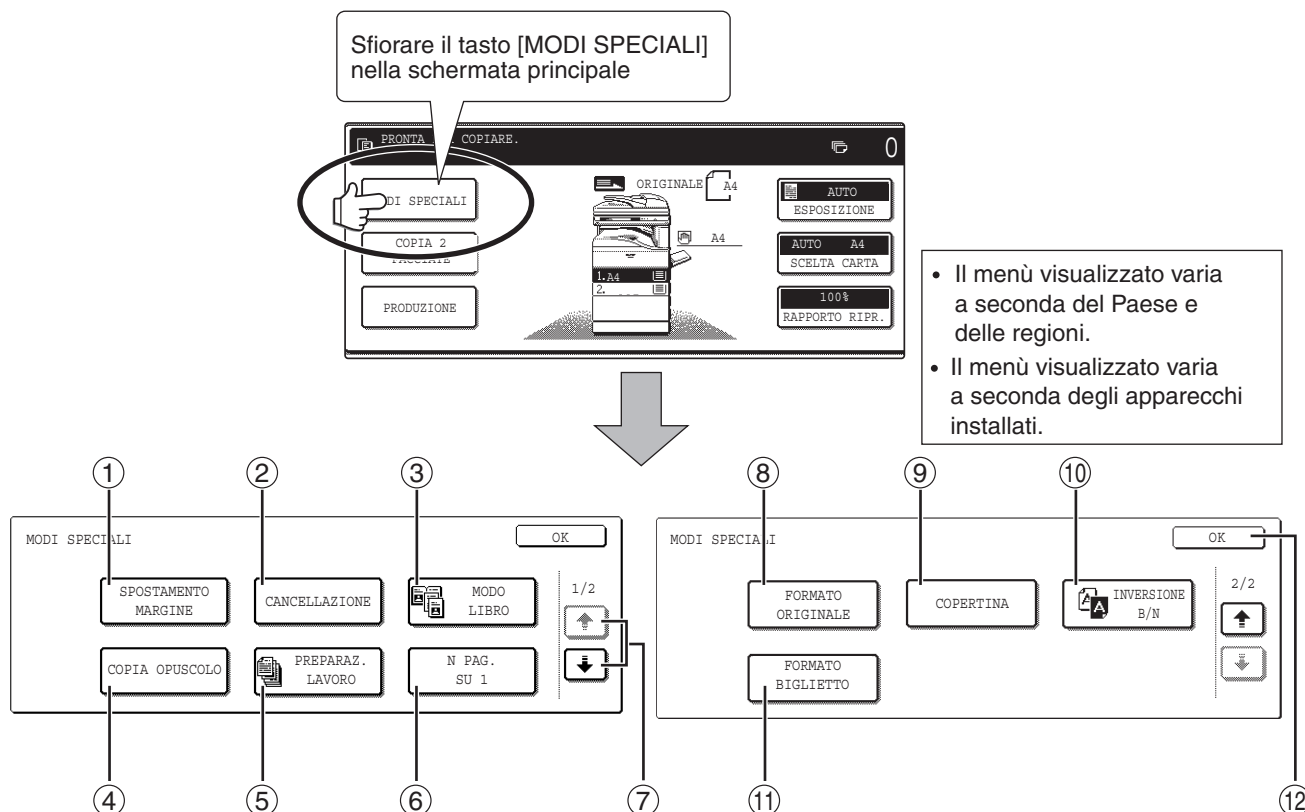 Sfiorare il tasto [MODI SPECIALI]
nella schermata principale
PRONTA COPIARE.
0
DI SPECIALI
COPIA 2
FACCIATE
PRODUZIONE
ORIGINALE A4
A4
1. A4
2.
AUTO
ESPOSIZIONE
AUTO A4
SCELTA CARTA
100%
RAPPORTO RIPR.
• Il menù visualizzato varia
a seconda del Paese e
delle regioni.
• Il menù visualizzato varia
a seconda degli apparecchi
installati.
1 2 3
MODI SPECIALI
OK
SPOSTAMENTO
MARGINE
CANCELLAZIONE
MODO
LIBRO
1/2
COPIA OPUSCOLO
PREPARAZ.
LAVORO
N PAG.
SU 1
4 5 6 7
8 9 10
MODI SPECIALI
OK
FORMATO
ORIGINALE
COPERTINA
A A
INVERSIONE
B/N
2/2
FORMATO
BIGLIETTO
11 12